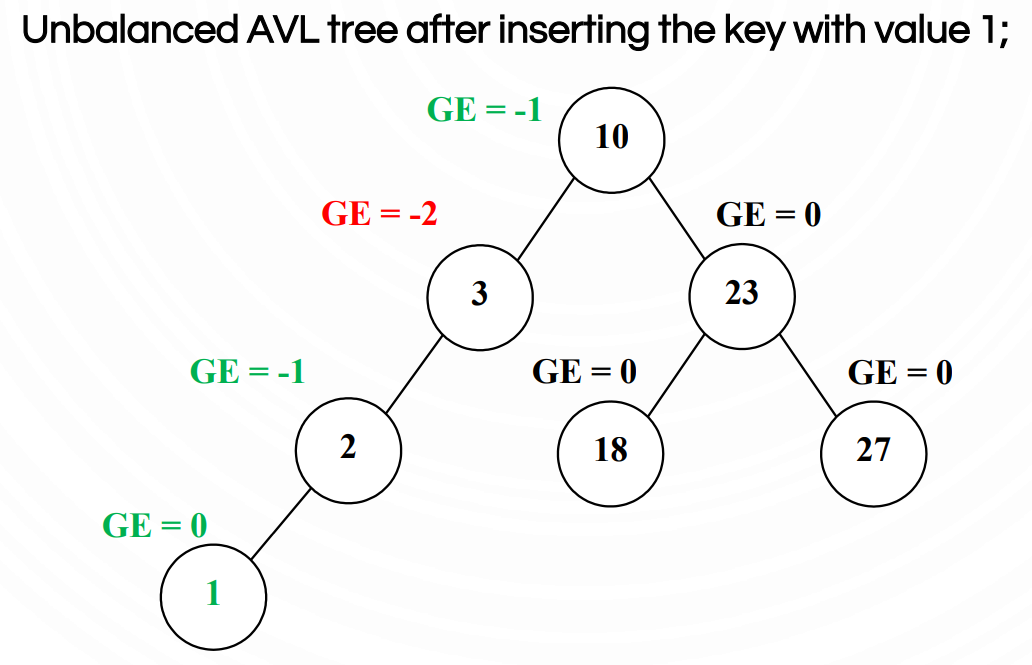 Unbalanced AVL tree after inserting the key with value 1;
GE = -1
10
GE = -2
GE = 0
3
23
GE = -1
GE = 0
GE = 0
2
18
27
GE = 0
1